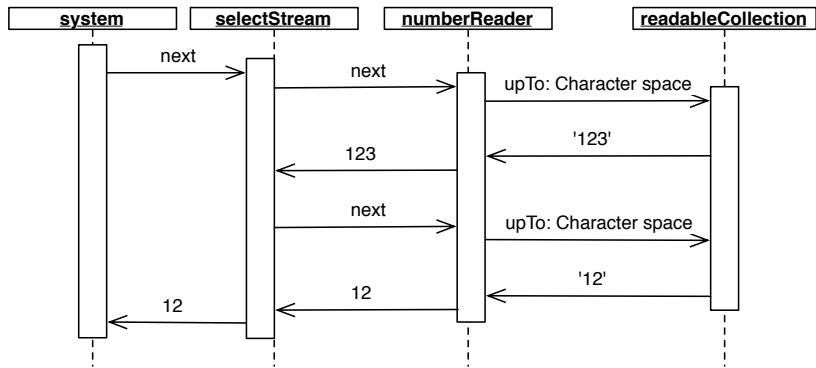 system selectStream numberReader readableCollection
next
next
upTo: Character space
'123'
123
next
upTo: Character space
'12'
12
12